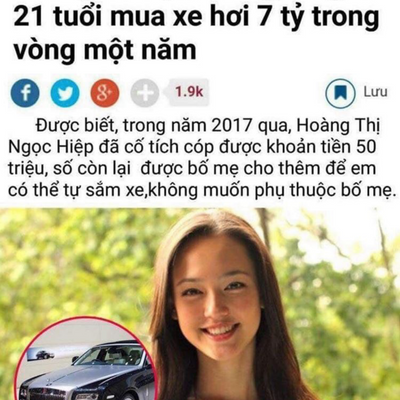 21 tuổi mua xe hơi 7 tỷ trong
vòng một năm
1.9k
Lưu
Được biết, trong năm 2017 qua, Hoàng Thị
Ngọc Hiệp đã cố tích cóp được khoản tiền 50
triệu, số còn lại được bố mẹ cho thêm để em
có thể tự sắm xe,không muốn phụ thuộc bố mẹ.